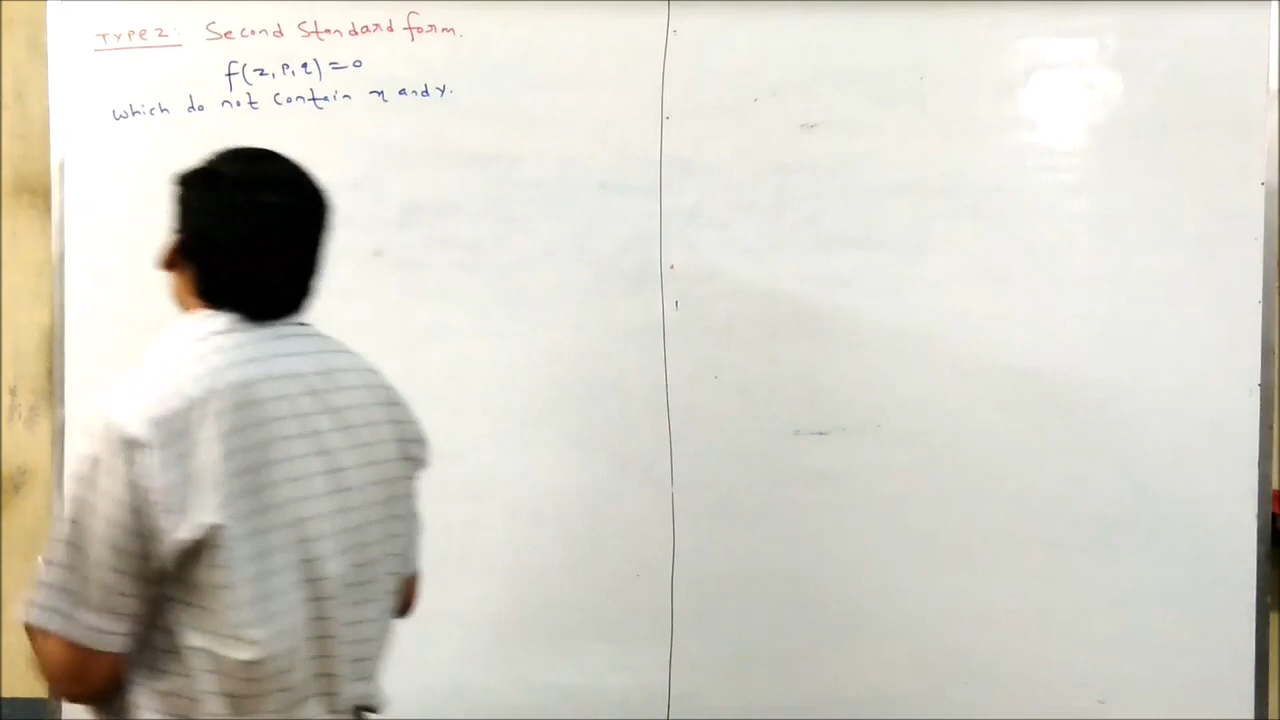 TYPE 2: Second Standard form.
f(z, p, q) = 0
which do not contain x and y.